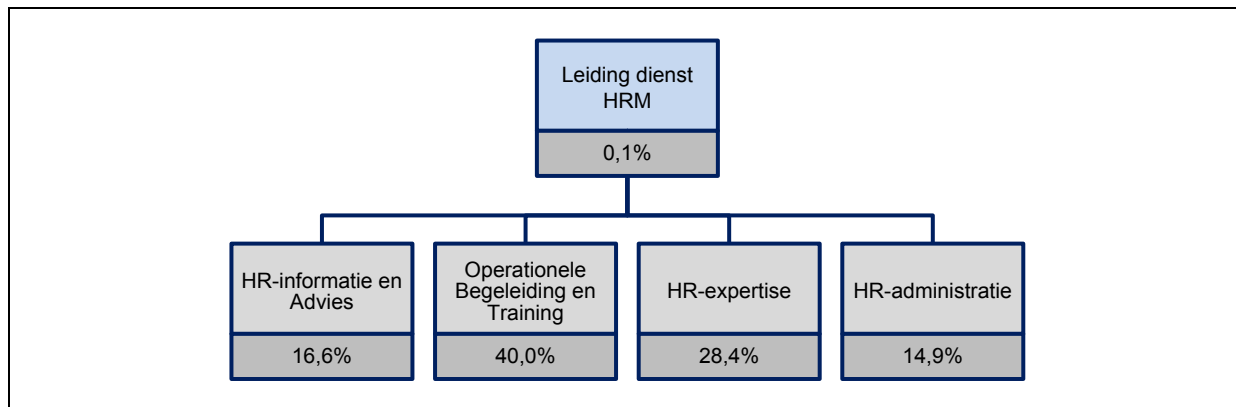 Leiding dienst
HRM
0,1%
HR-informatie en
Advies
16,6%
Operationele
Begeleiding en
Training
40,0%
HR-expertise
28,4%
HR-administratie
14,9%